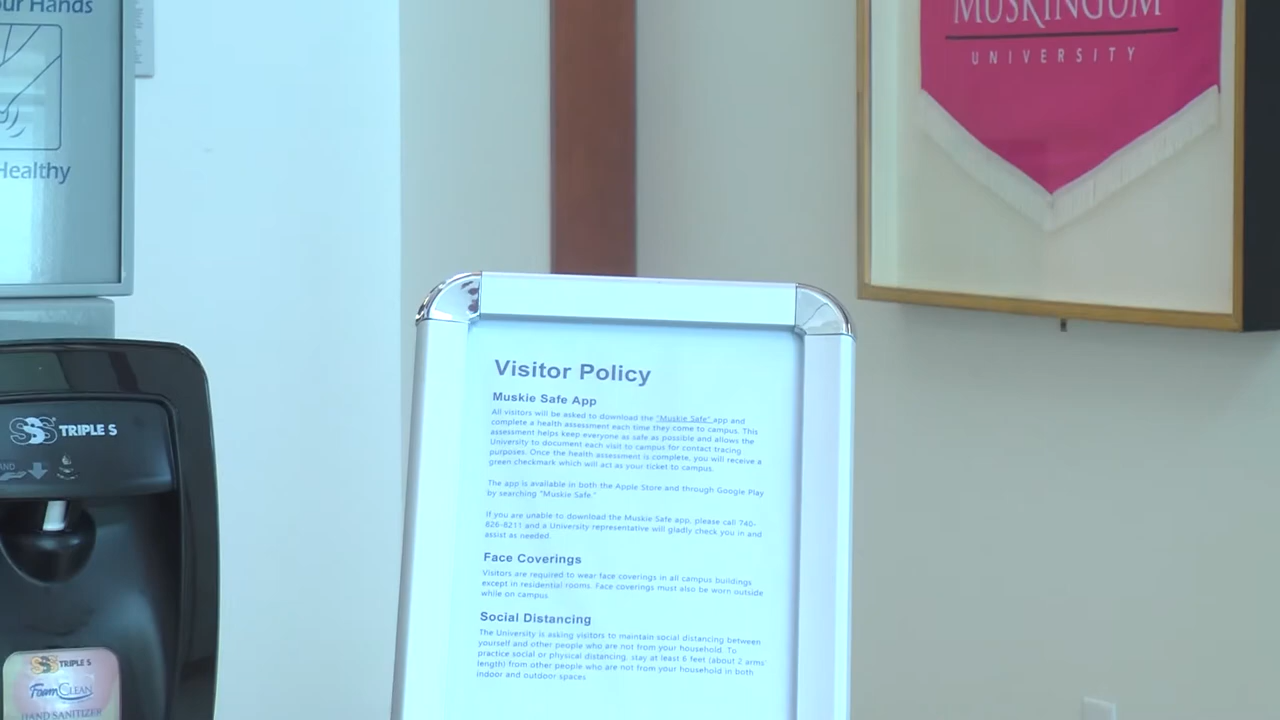 our Hands
Healthy
MUSKINGUM
UNIVERSITY
TRIPLE S
AND
TRIPLE S
FoamCLEAN
HAND SANITIZER
Visitor Policy
Muskie Safe App
All visitors will be asked to download the "Muskie Safe" app and
complete a health assessment each time they come to campus. This
assessment helps keep everyone as safe as possible and allows the
University to document each visit to campus for contact tracing
purposes. Once the health assessment is complete, you will receive a
green checkmark which will act as your ticket to campus.
The app is available in both the Apple Store and through Google Play
by searching "Muskie Safe."
If you are unable to download the Muskie Safe app, please call 740-
826-8211 and a University representative will gladly check you in and
assist as needed.
Face Coverings
Visitors are required to wear face coverings in all campus buildings
except in residential rooms. Face coverings must also be worn outside
while on campus.
Social Distancing
The University is asking visitors to maintain social distancing between
yourself and other people who are not from your household. To
practice social or physical distancing, stay at least 6 feet (about 2 arms'
length) from other people who are not from your household in both
indoor and outdoor spaces